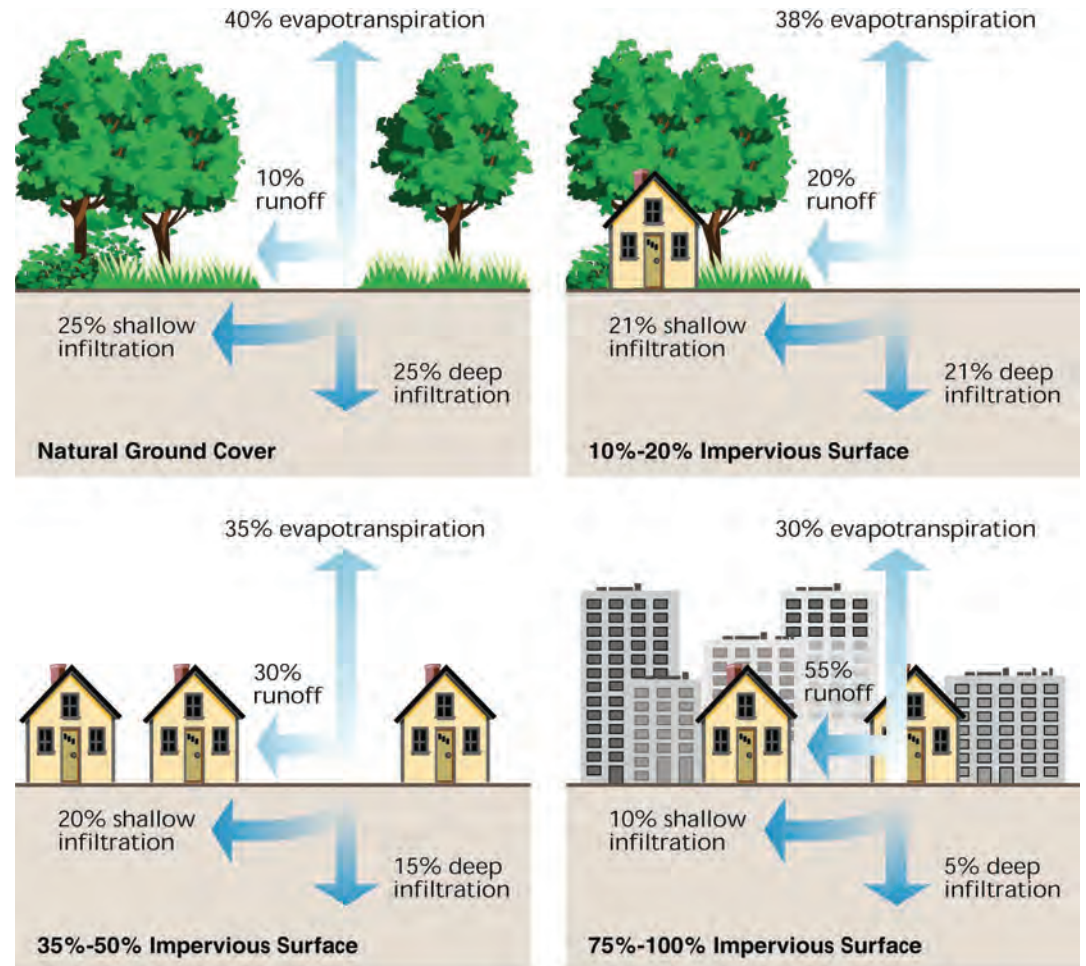 40% evapotranspiration
10%
runoff
25% shallow
infiltration
25% deep
infiltration
Natural Ground Cover
38% evapotranspiration
20%
runoff
21% shallow
infiltration
21% deep
infiltration
10%-20% Impervious Surface
35% evapotranspiration
30%
runoff
20% shallow
infiltration
15% deep
infiltration
35%-50% Impervious Surface
30% evapotranspiration
55%
runoff
10% shallow
infiltration
5% deep
infiltration
75%-100% Impervious Surface